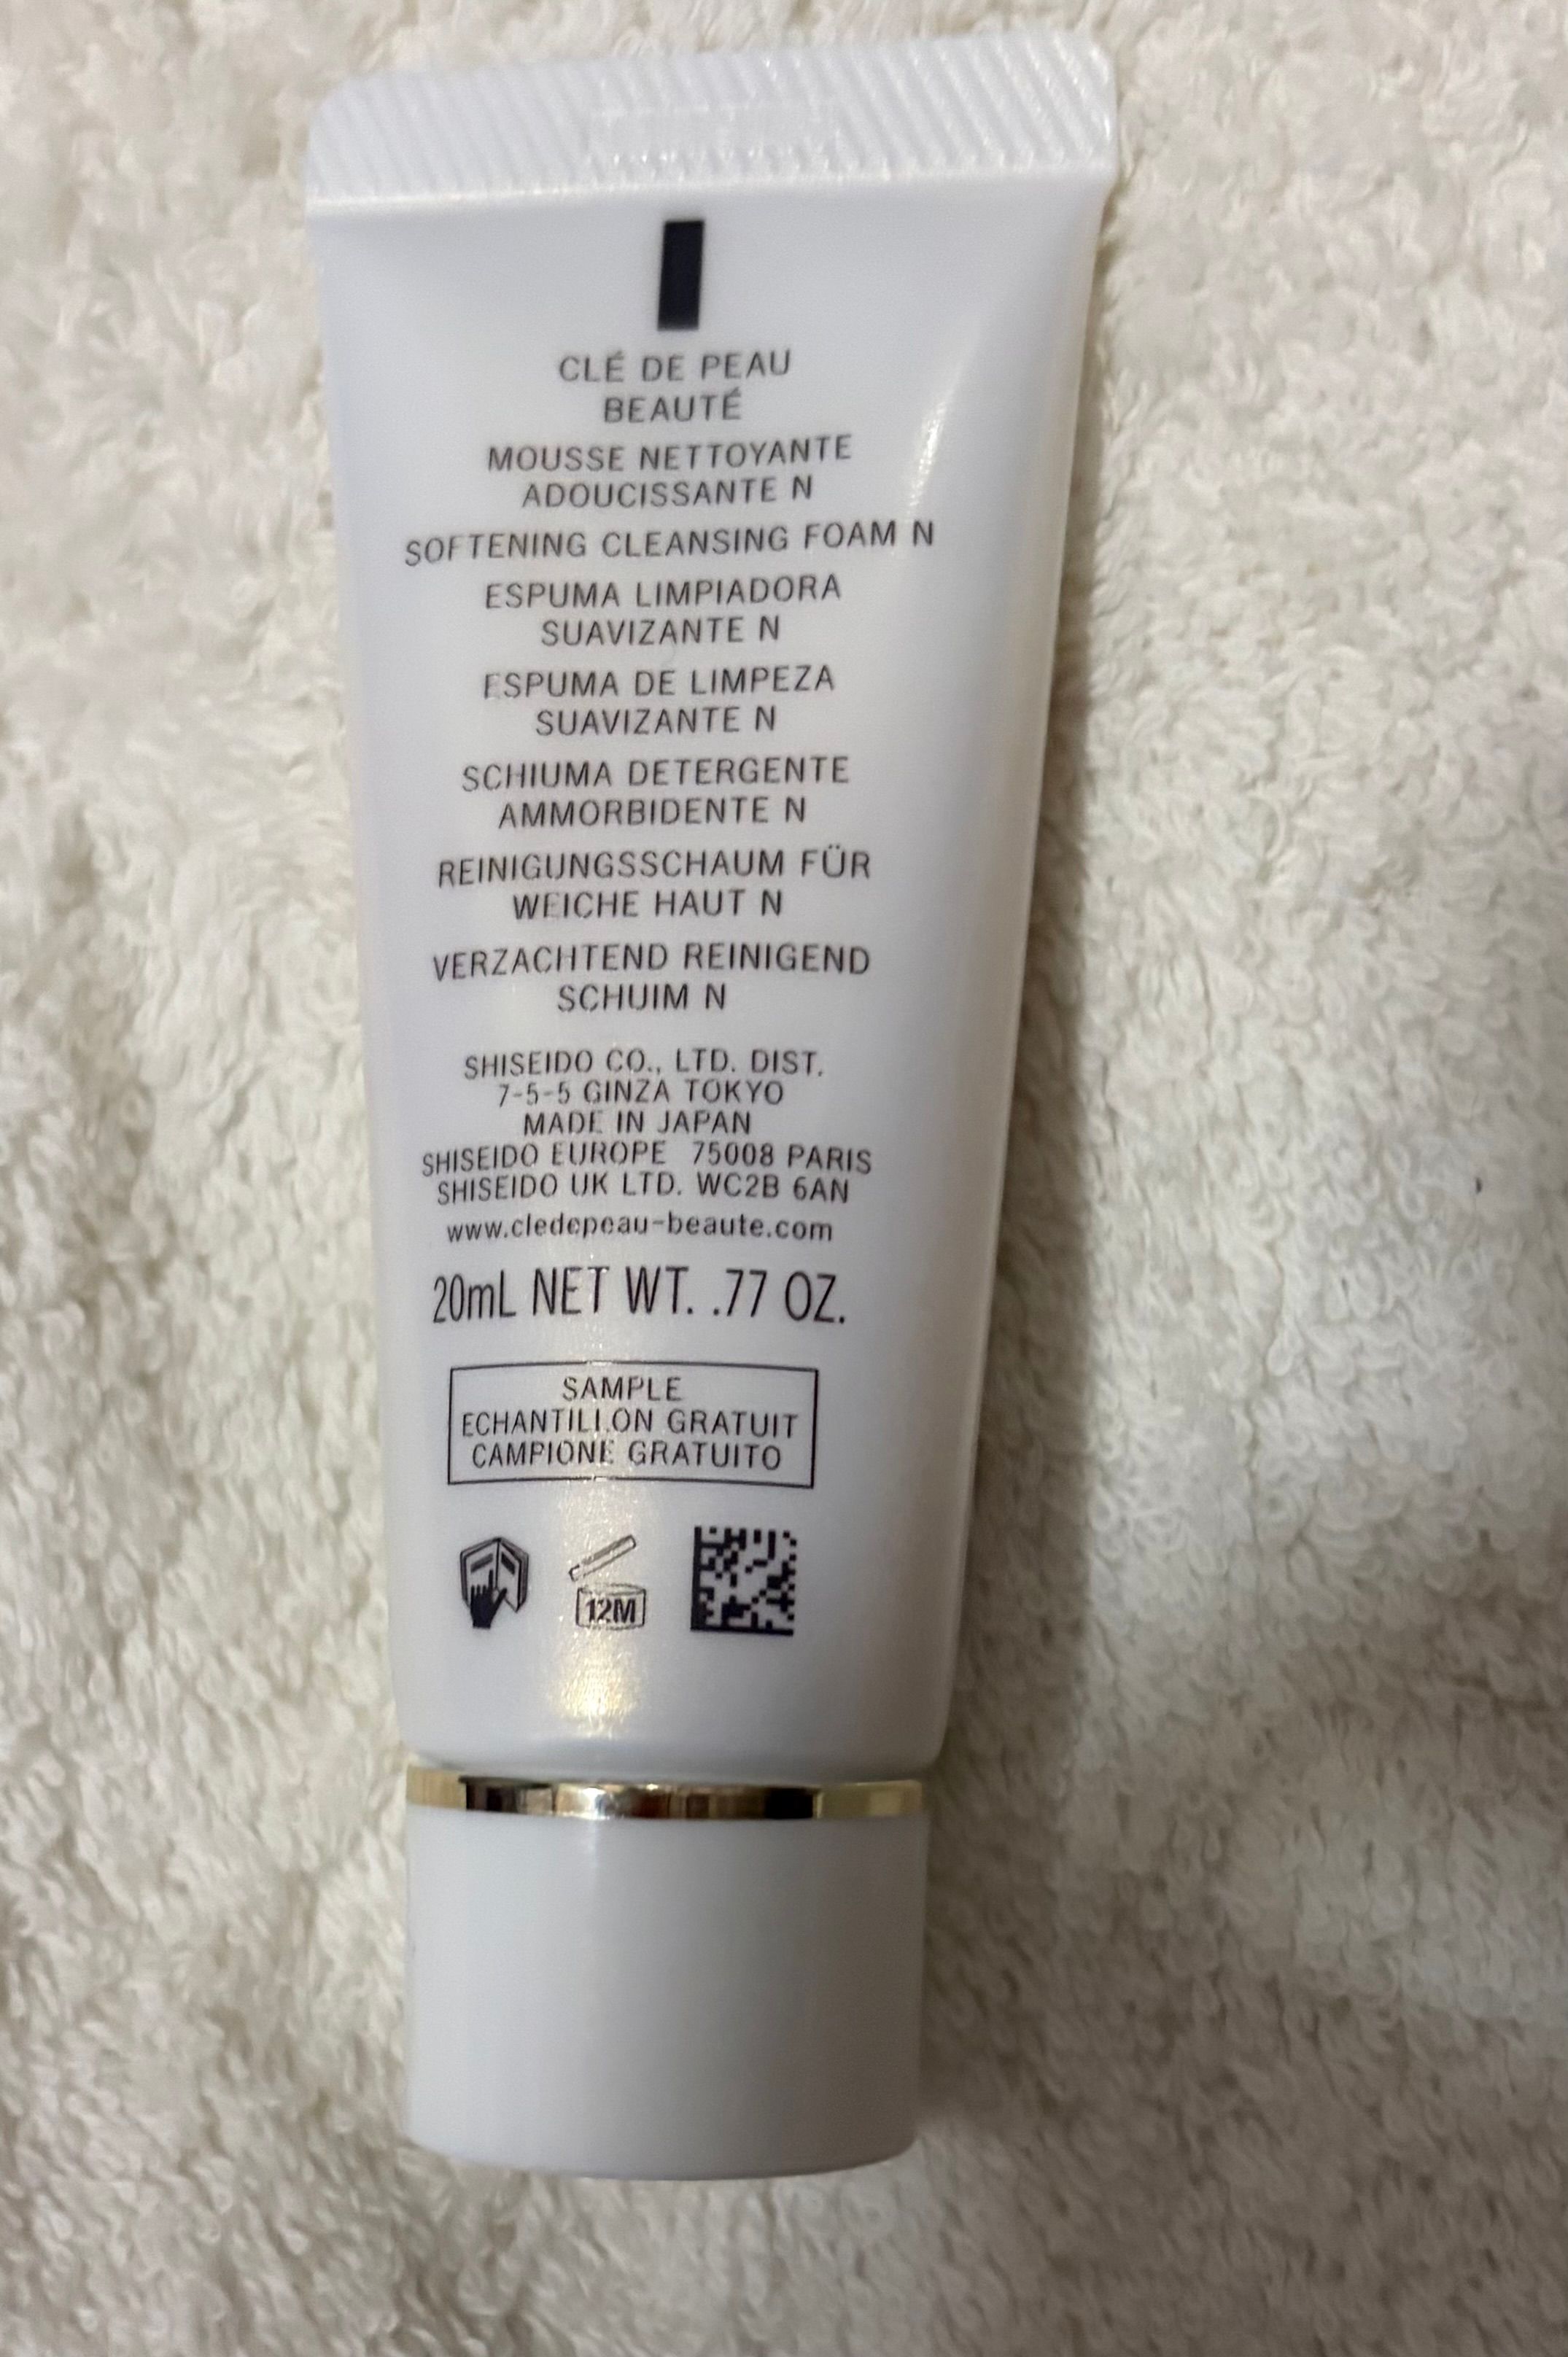 CLÉ DE PEAU
BEAUTÉ
MOUSSE NETTOYANTE
ADOUCISSANTE N
SOFTENING CLEANSING FOAM N
ESPUMA LIMPIADORA
SUAVIZANTE N
ESPUMA DE LIMPEZA
SUAVIZANTE N
SCHIUMA DETERGENTE
AMMORBIDENTE N
REINIGUNGSSCHAUM FÜR
WEICHE HAUT N
VERZACHTEND REINIGEND
SCHUIM N
SHISEIDO CO., LTD. DIST.
7-5-5 GINZA TOKYO
MADE IN JAPAN
SHISEIDO EUROPE 75008 PARIS
SHISEIDO UK LTD. WC2B 6AN
www.cledepeau-beaute.com
20mL NET WT. .77 OZ.
SAMPLE
ECHANTILLON GRATUIT
CAMPIONE GRATUITO
12M